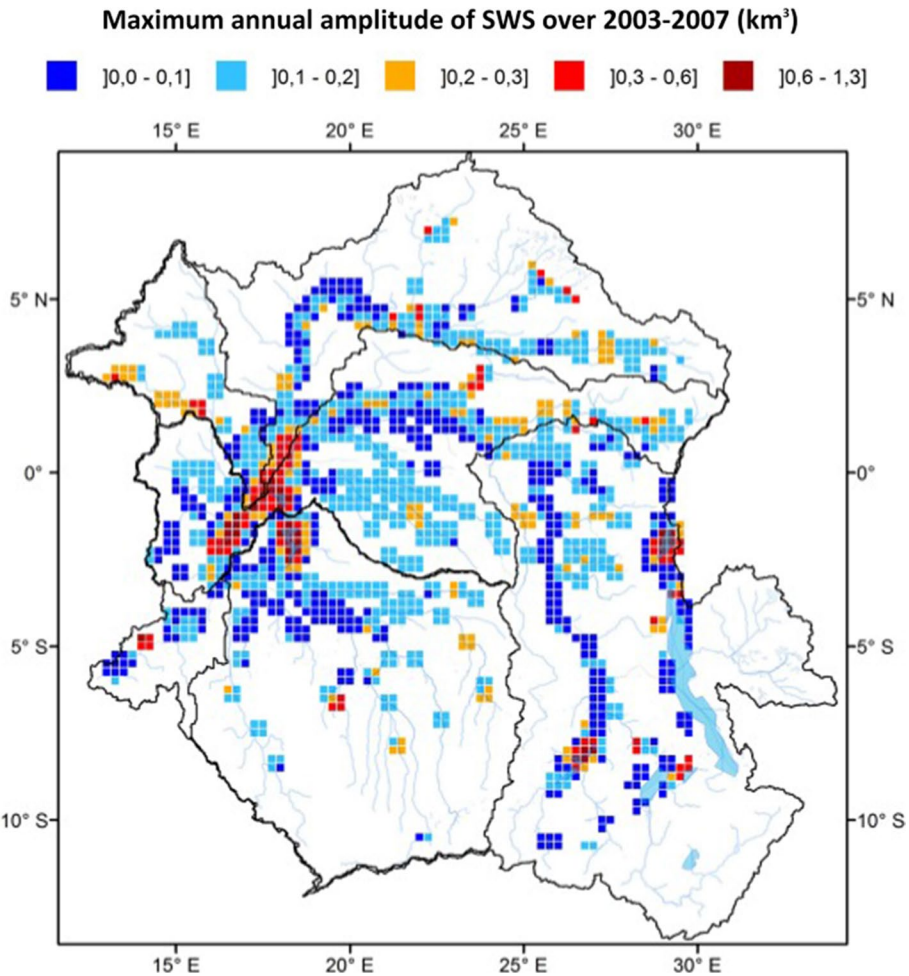 Maximum annual amplitude of SWS over 2003-2007 (km³)
]0,0 - 0,1] ]0,1 - 0,2] ]0,2 - 0,3] ]0,3 - 0,6] ]0,6 - 1,3]
15° E 20° E 25° E 30° E
5° N 5° N
0° 0°
5° S 5° S
10° S 10° S
15° E 20° E 25° E 30° E